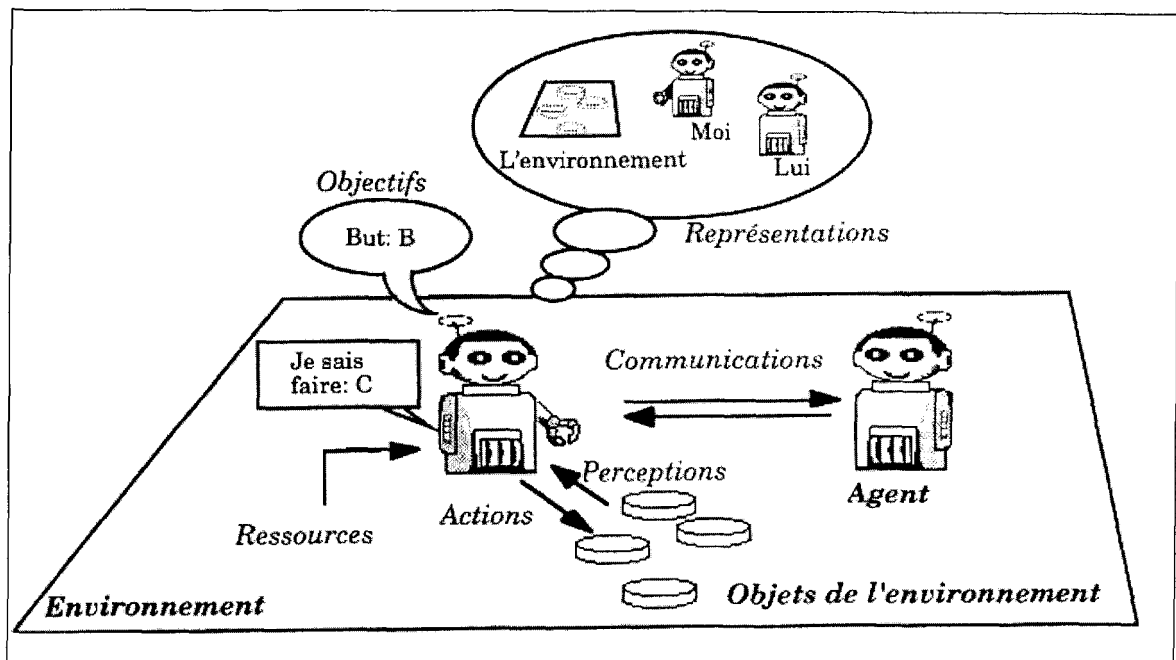 Moi
L'environnement
Lui
Objectifs
But: B
Représentations
Je sais
faire: C
Communications
Perceptions
Agent
Actions
Ressources
Environnement
Objets de l'environnement